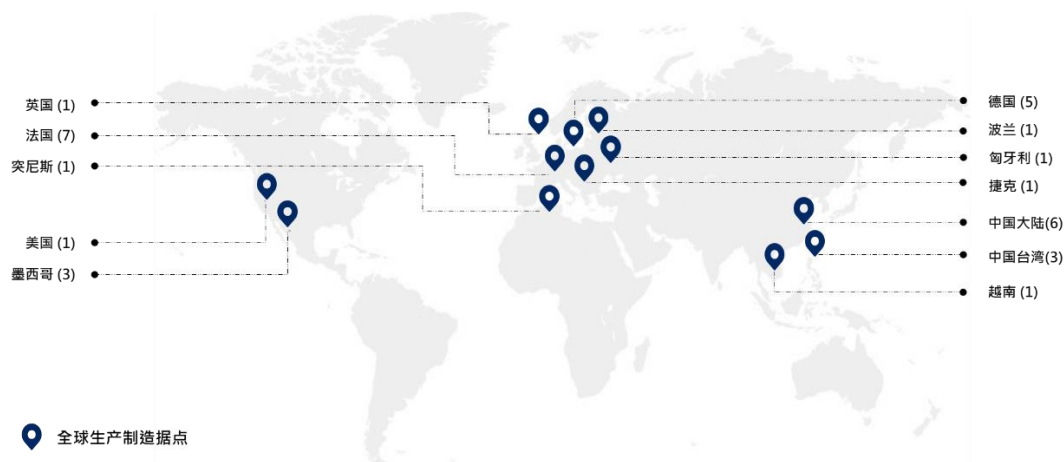 英国 (1)
法国 (7)
突尼斯 (1)
美国 (1)
墨西哥 (3)
德国 (5)
波兰 (1)
匈牙利 (1)
捷克 (1)
中国大陆(6)
中国台湾(3)
越南 (1)
全球生产制造据点